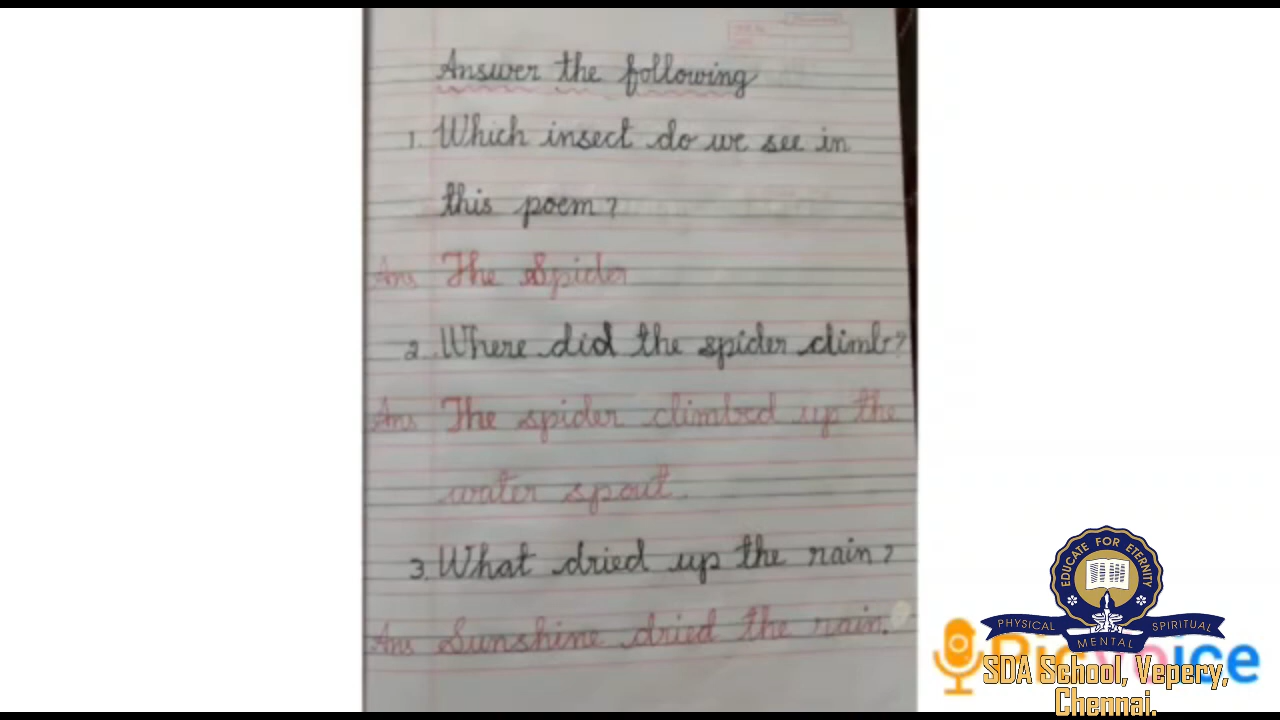 Answer the following
1. Which insect do we see in
this poem?
Ans The Spider
2. Where did the spider climb?
Ans The spider climbed up the
water spout.
3. What dried up the rain?
Ans Sunshine dried the rain.
EDUCATE FOR ETERNITY
PHYSICAL MENTAL SPIRITUAL
SDA School, Vepery,
Chennai.